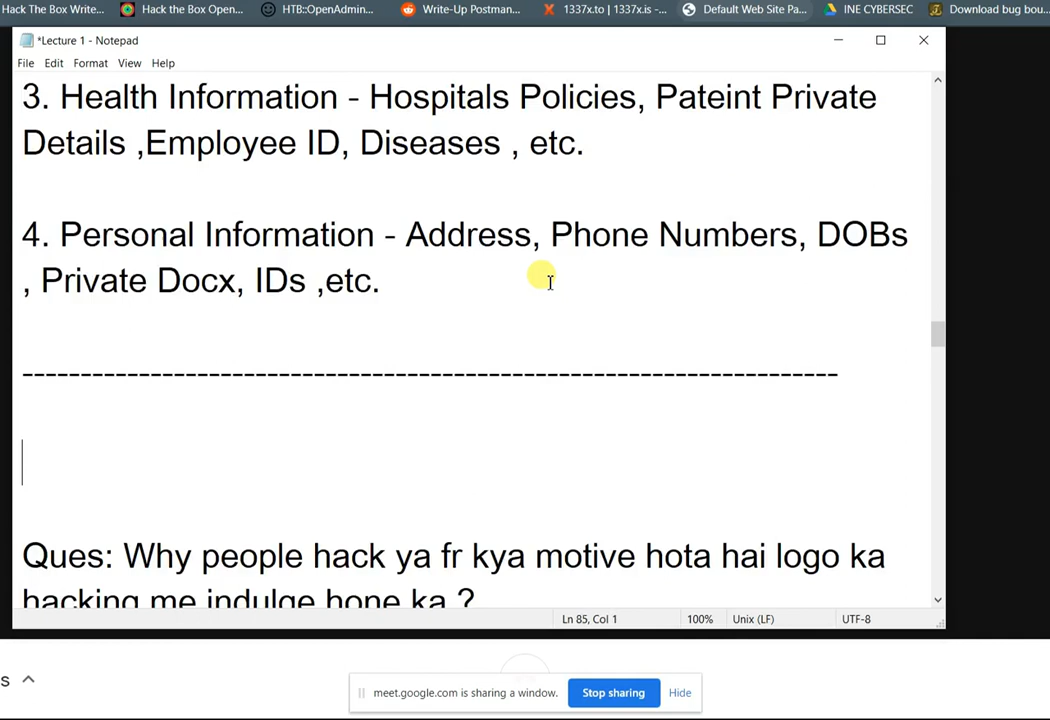 Hack The Box Write... Hack the Box Open... HTB::OpenAdmin... Write-Up Postman... 1337x.to | 1337x.is -... Default Web Site Pa... INE CYBERSEC Download bug bou...
*Lecture 1 - Notepad
File Edit Format View Help
3. Health Information - Hospitals Policies, Pateint Private
Details ,Employee ID, Diseases , etc.
4. Personal Information - Address, Phone Numbers, DOBs
, Private Docx, IDs ,etc.
----------------------------------------------------------------------
Ques: Why people hack ya fr kya motive hota hai logo ka
hacking me indulge hone ka ?
Ln 85, Col 1 100% Unix (LF) UTF-8
s
meet.google.com is sharing a window. Stop sharing Hide